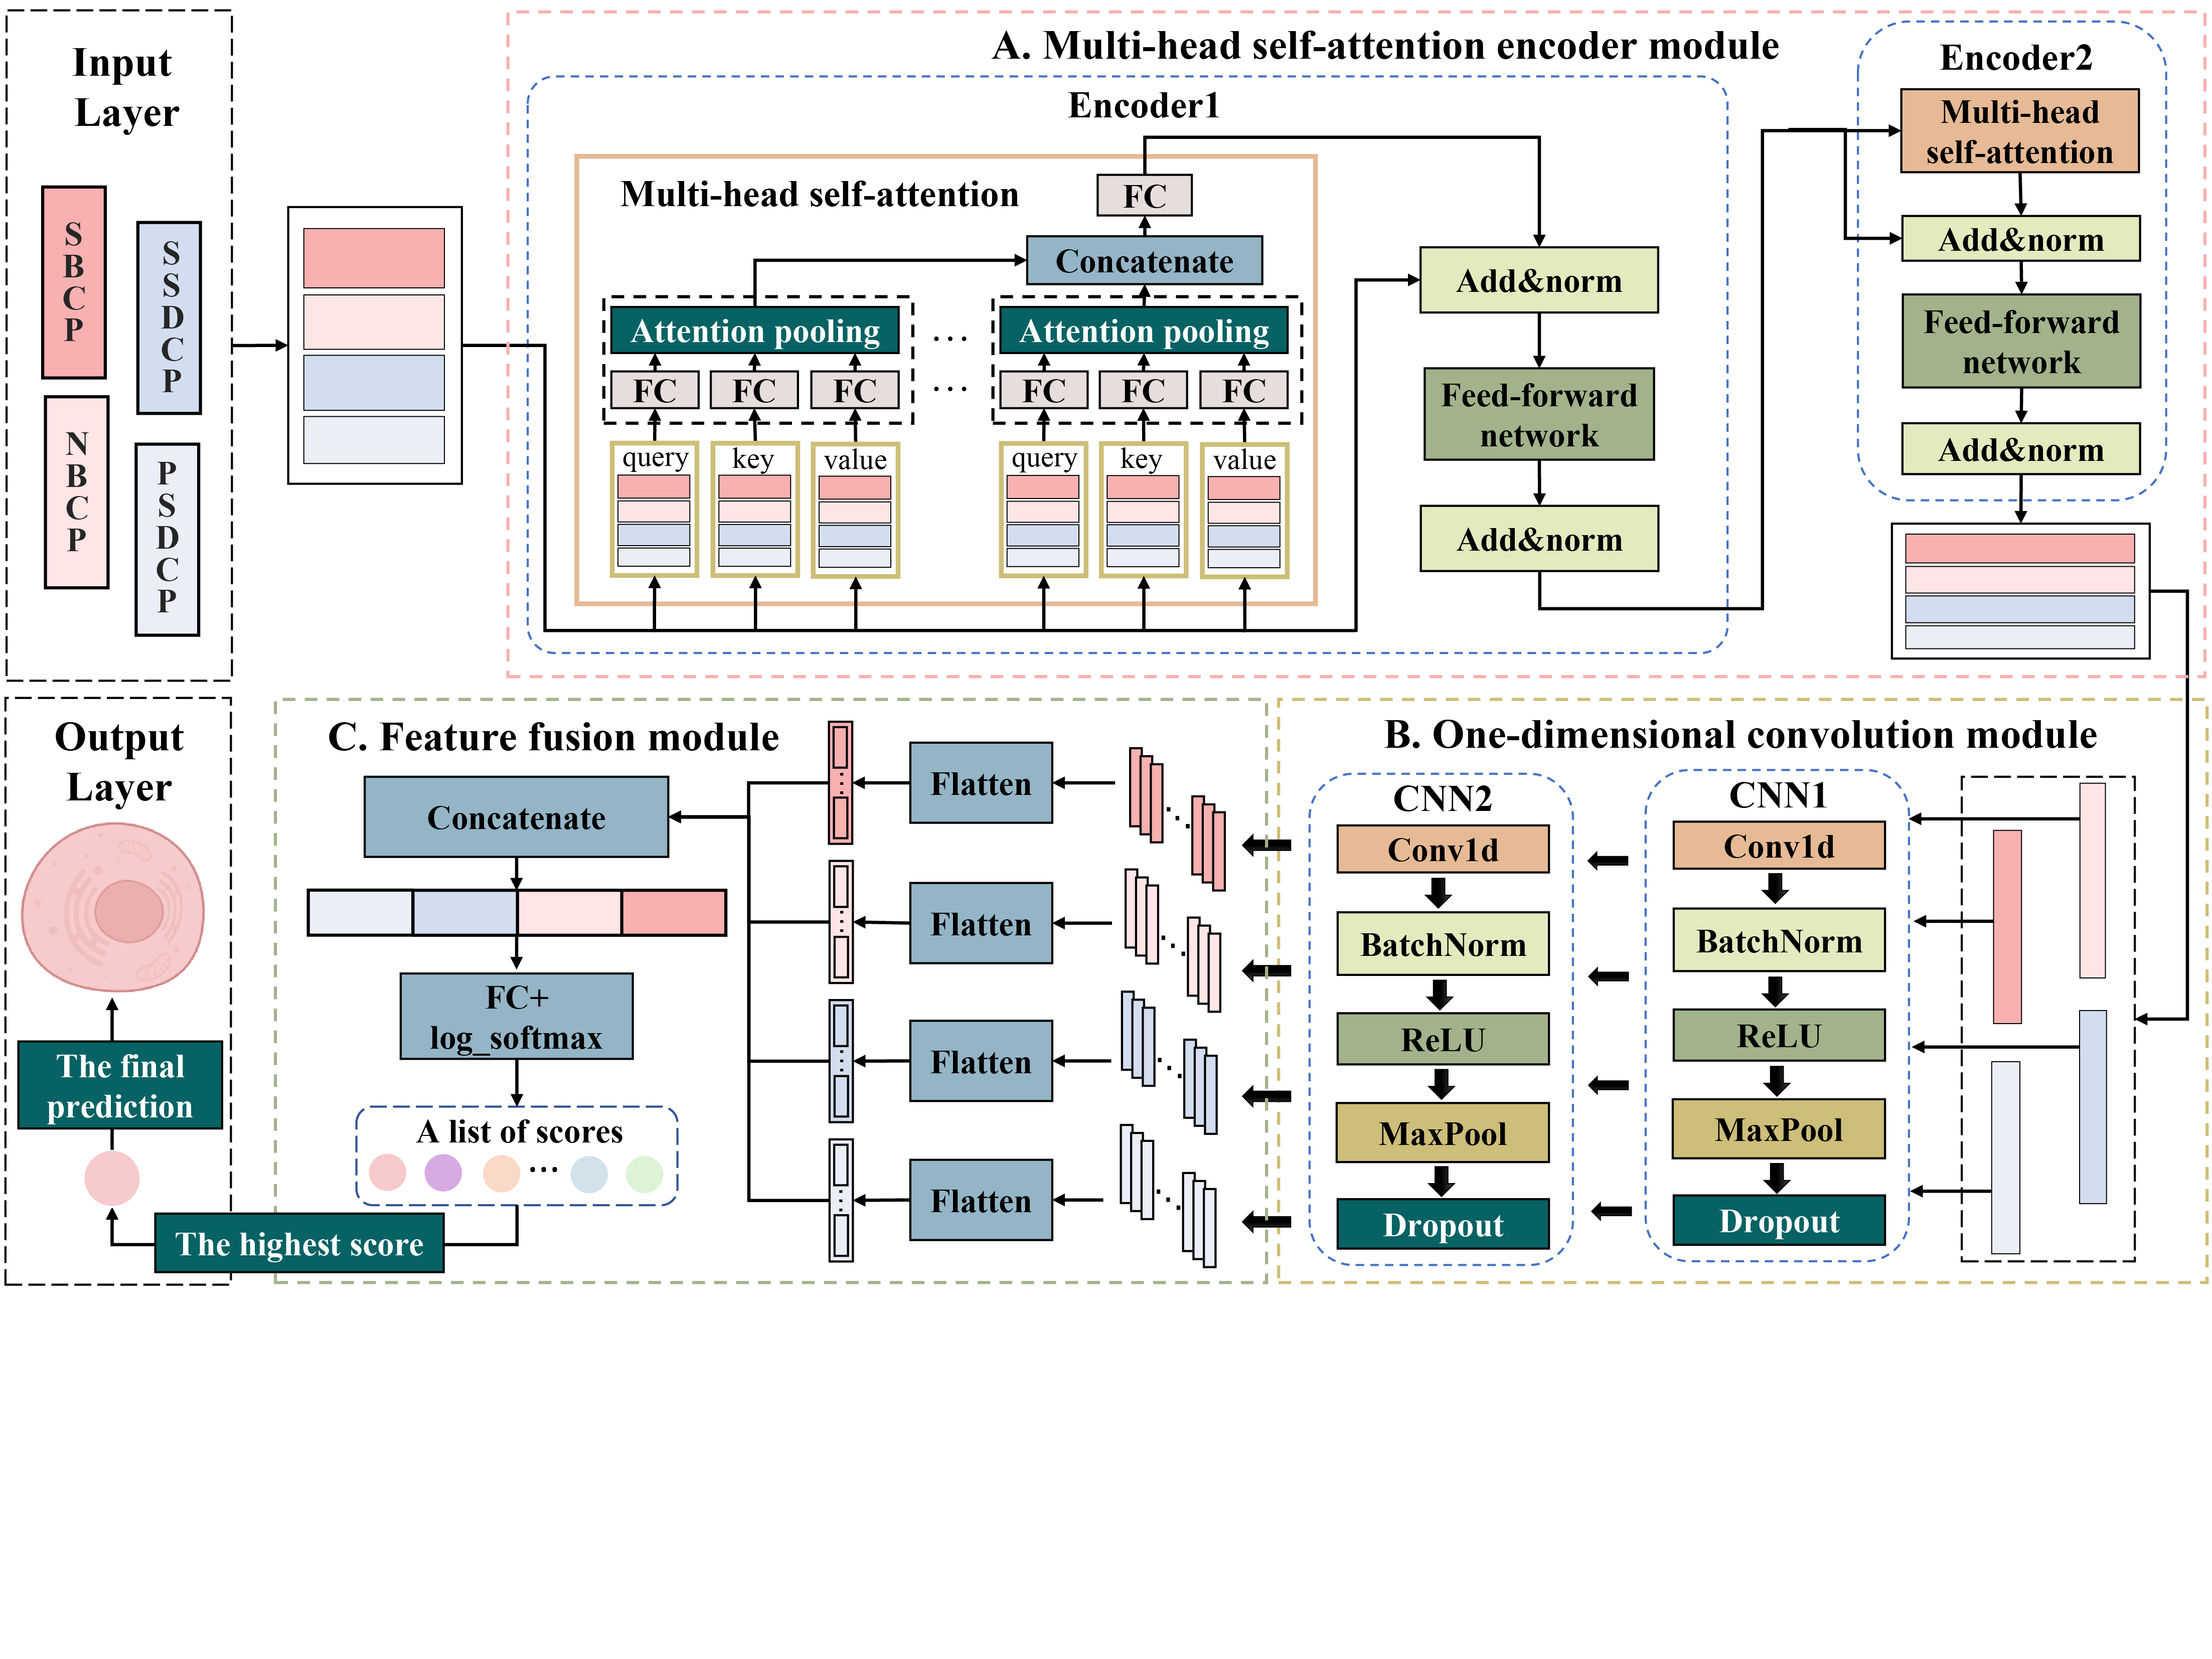 Input
Layer
SBCP
SSDCP
NBCP
PSDCP
A. Multi-head self-attention encoder module
Encoder1
Multi-head self-attention
FC
Concatenate
Attention pooling
...
Attention pooling
FC
FC
FC
...
FC
FC
FC
query
key
value
query
key
value
Add&norm
Feed-forward
network
Add&norm
Encoder2
Multi-head
self-attention
Add&norm
Feed-forward
network
Add&norm
B. One-dimensional convolution module
CNN1
Conv1d
BatchNorm
ReLU
MaxPool
Dropout
CNN2
Conv1d
BatchNorm
ReLU
MaxPool
Dropout
C. Feature fusion module
Flatten
Flatten
Flatten
Flatten
Concatenate
FC+
log_softmax
A list of scores
...
The highest score
Output
Layer
The final
prediction